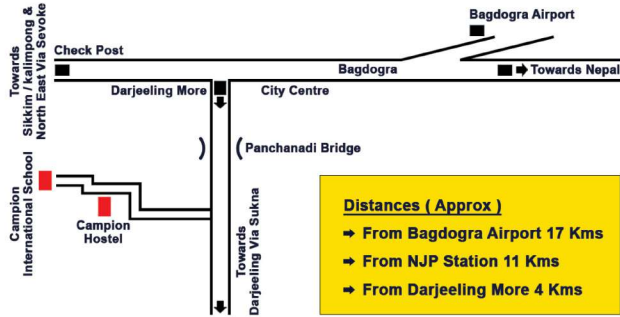 Bagdogra Airport
Towards
Sikkim / kalimpong &
North East Via Sevoke
Check Post
Bagdogra
Towards Nepal
Darjeeling More
City Centre
Panchanadi Bridge
Campion
International School
Campion
Hostel
Towards
Darjeeling Via Sukna
Distances ( Approx )
➡ From Bagdogra Airport 17 Kms
➡ From NJP Station 11 Kms
➡ From Darjeeling More 4 Kms